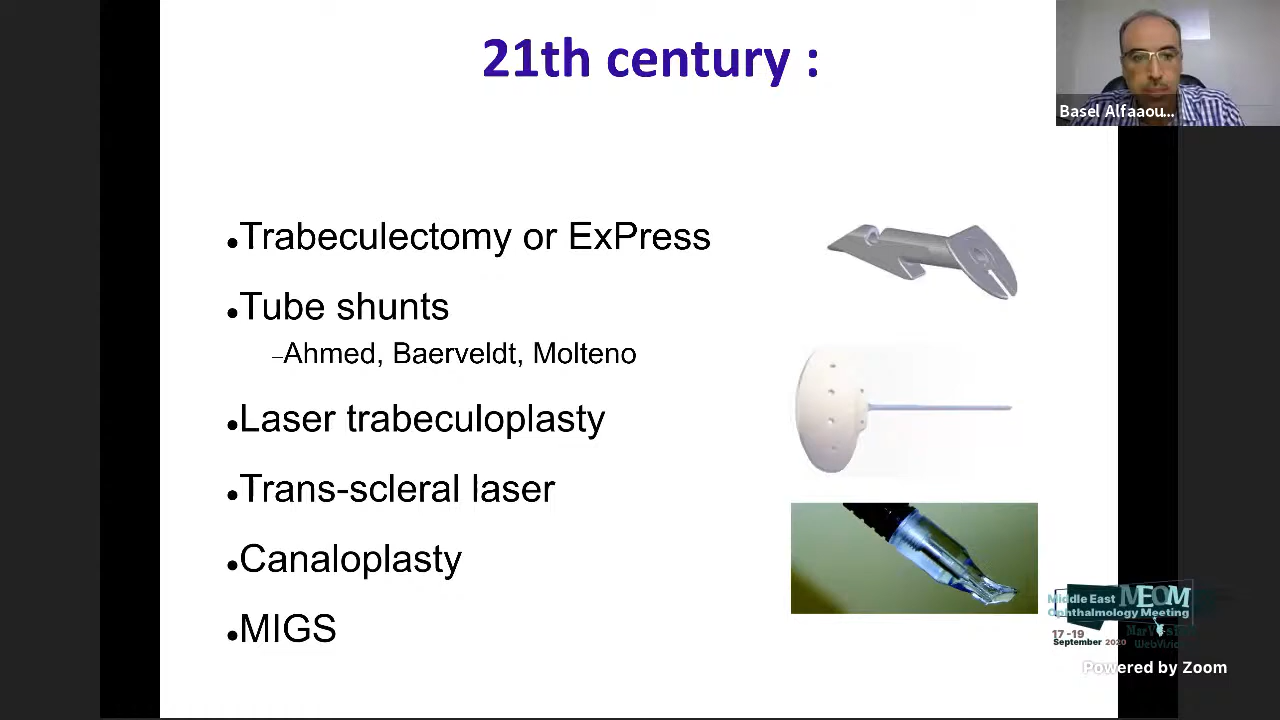 21th century :
Basel Alfaaou...
•Trabeculectomy or ExPress
•Tube shunts
–Ahmed, Baerveldt, Molteno
•Laser trabeculoplasty
•Trans-scleral laser
•Canaloplasty
•MIGS
Middle East MEOM
Ophthalmology Meeting
17-19
September 2020
Powered by Zoom